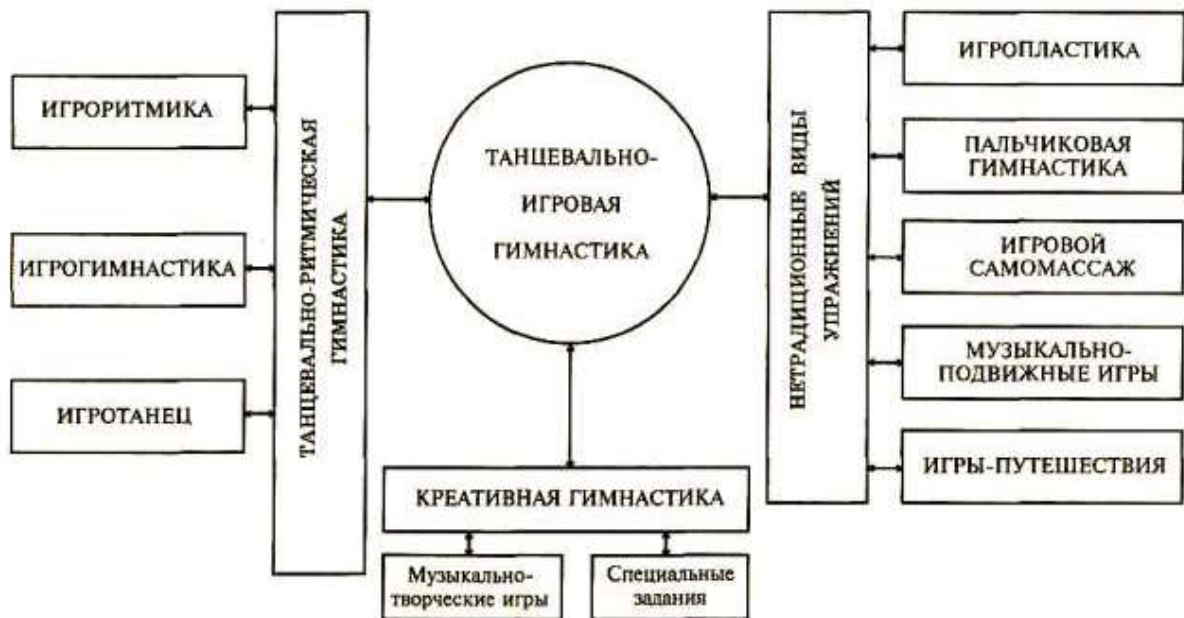 ИГРОРИТМИКА
ИГРОГИМНАСТИКА
ИГРОТАНЕЦ
ТАНЦЕВАЛЬНО-РИТМИЧЕСКАЯ
ГИМНАСТИКА
ТАНЦЕВАЛЬНО-
ИГРОВАЯ
ГИМНАСТИКА
КРЕАТИВНАЯ ГИМНАСТИКА
Музыкально-
творческие игры
Специальные
задания
НЕТРАДИЦИОННЫЕ ВИДЫ
УПРАЖНЕНИЙ
ИГРОПЛАСТИКА
ПАЛЬЧИКОВАЯ
ГИМНАСТИКА
ИГРОВОЙ
САМОМАССАЖ
МУЗЫКАЛЬНО-
ПОДВИЖНЫЕ ИГРЫ
ИГРЫ-ПУТЕШЕСТВИЯ